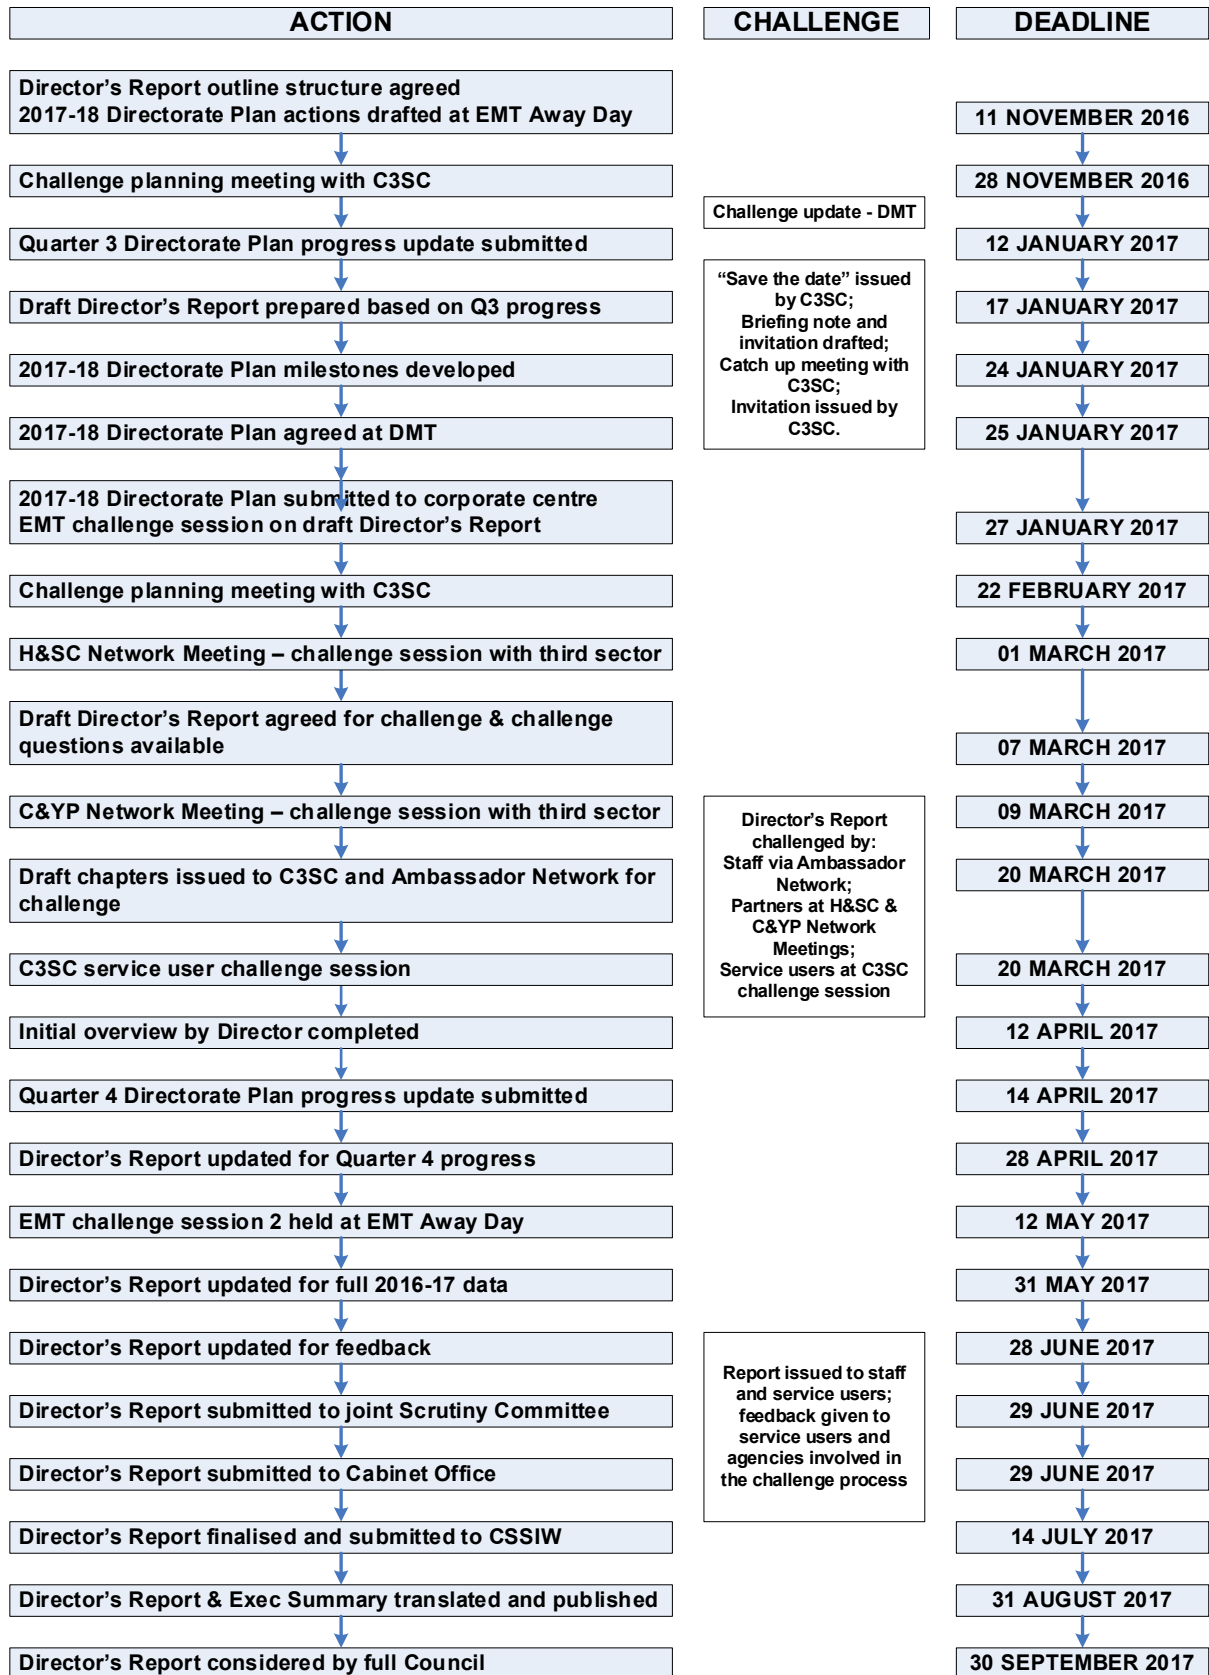 ACTION
CHALLENGE
DEADLINE
Director’s Report outline structure agreed
2017-18 Directorate Plan actions drafted at EMT Away Day
11 NOVEMBER 2016
Challenge planning meeting with C3SC
28 NOVEMBER 2016
Challenge update - DMT
Quarter 3 Directorate Plan progress update submitted
12 JANUARY 2017
“Save the date” issued
by C3SC;
Briefing note and
invitation drafted;
Catch up meeting with
C3SC;
Invitation issued by
C3SC.
Draft Director’s Report prepared based on Q3 progress
17 JANUARY 2017
2017-18 Directorate Plan milestones developed
24 JANUARY 2017
2017-18 Directorate Plan agreed at DMT
25 JANUARY 2017
2017-18 Directorate Plan submitted to corporate centre
EMT challenge session on draft Director’s Report
27 JANUARY 2017
Challenge planning meeting with C3SC
22 FEBRUARY 2017
H&SC Network Meeting – challenge session with third sector
01 MARCH 2017
Draft Director’s Report agreed for challenge & challenge
questions available
07 MARCH 2017
C&YP Network Meeting – challenge session with third sector
09 MARCH 2017
Director’s Report
challenged by:
Staff via Ambassador
Network;
Partners at H&SC &
C&YP Network
Meetings;
Service users at C3SC
challenge session
Draft chapters issued to C3SC and Ambassador Network for
challenge
20 MARCH 2017
C3SC service user challenge session
20 MARCH 2017
Initial overview by Director completed
12 APRIL 2017
Quarter 4 Directorate Plan progress update submitted
14 APRIL 2017
Director’s Report updated for Quarter 4 progress
28 APRIL 2017
EMT challenge session 2 held at EMT Away Day
12 MAY 2017
Director’s Report updated for full 2016-17 data
31 MAY 2017
Director’s Report updated for feedback
28 JUNE 2017
Report issued to staff
and service users;
feedback given to
service users and
agencies involved in
the challenge process
Director’s Report submitted to joint Scrutiny Committee
29 JUNE 2017
Director’s Report submitted to Cabinet Office
29 JUNE 2017
Director’s Report finalised and submitted to CSSIW
14 JULY 2017
Director’s Report & Exec Summary translated and published
31 AUGUST 2017
Director’s Report considered by full Council
30 SEPTEMBER 2017